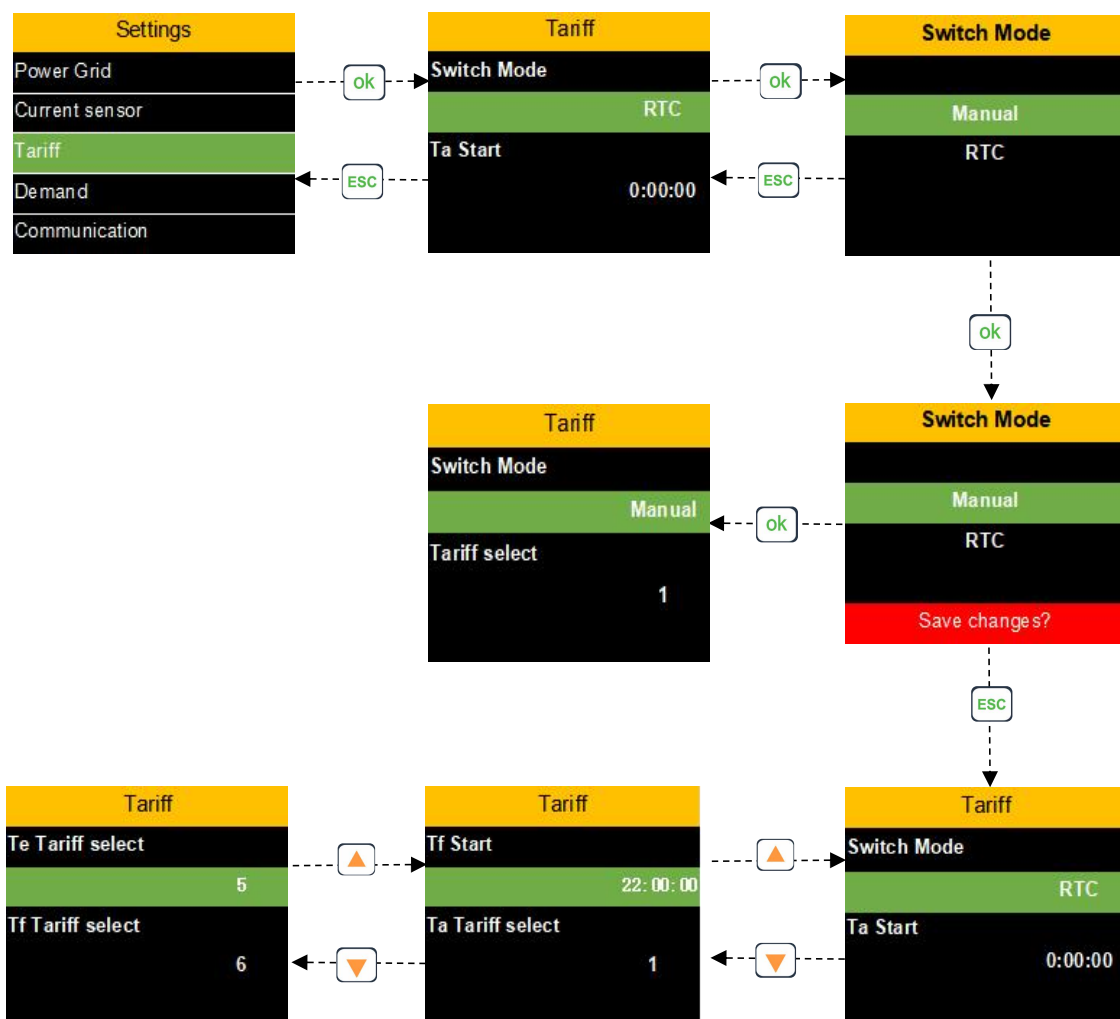 Settings
Power Grid
Current sensor
Tariff
Demand
Communication
ok
ESC
Tariff
Switch Mode
RTC
Ta Start
0:00:00
ok
ESC
Switch Mode
Manual
RTC
ok
Tariff
Switch Mode
Manual
Tariff select
1
ok
Switch Mode
Manual
RTC
Save changes?
ESC
Tariff
Te Tariff select
5
Tf Tariff select
6
Tariff
Tf Start
22:00:00
Ta Tariff select
1
Tariff
Switch Mode
RTC
Ta Start
0:00:00